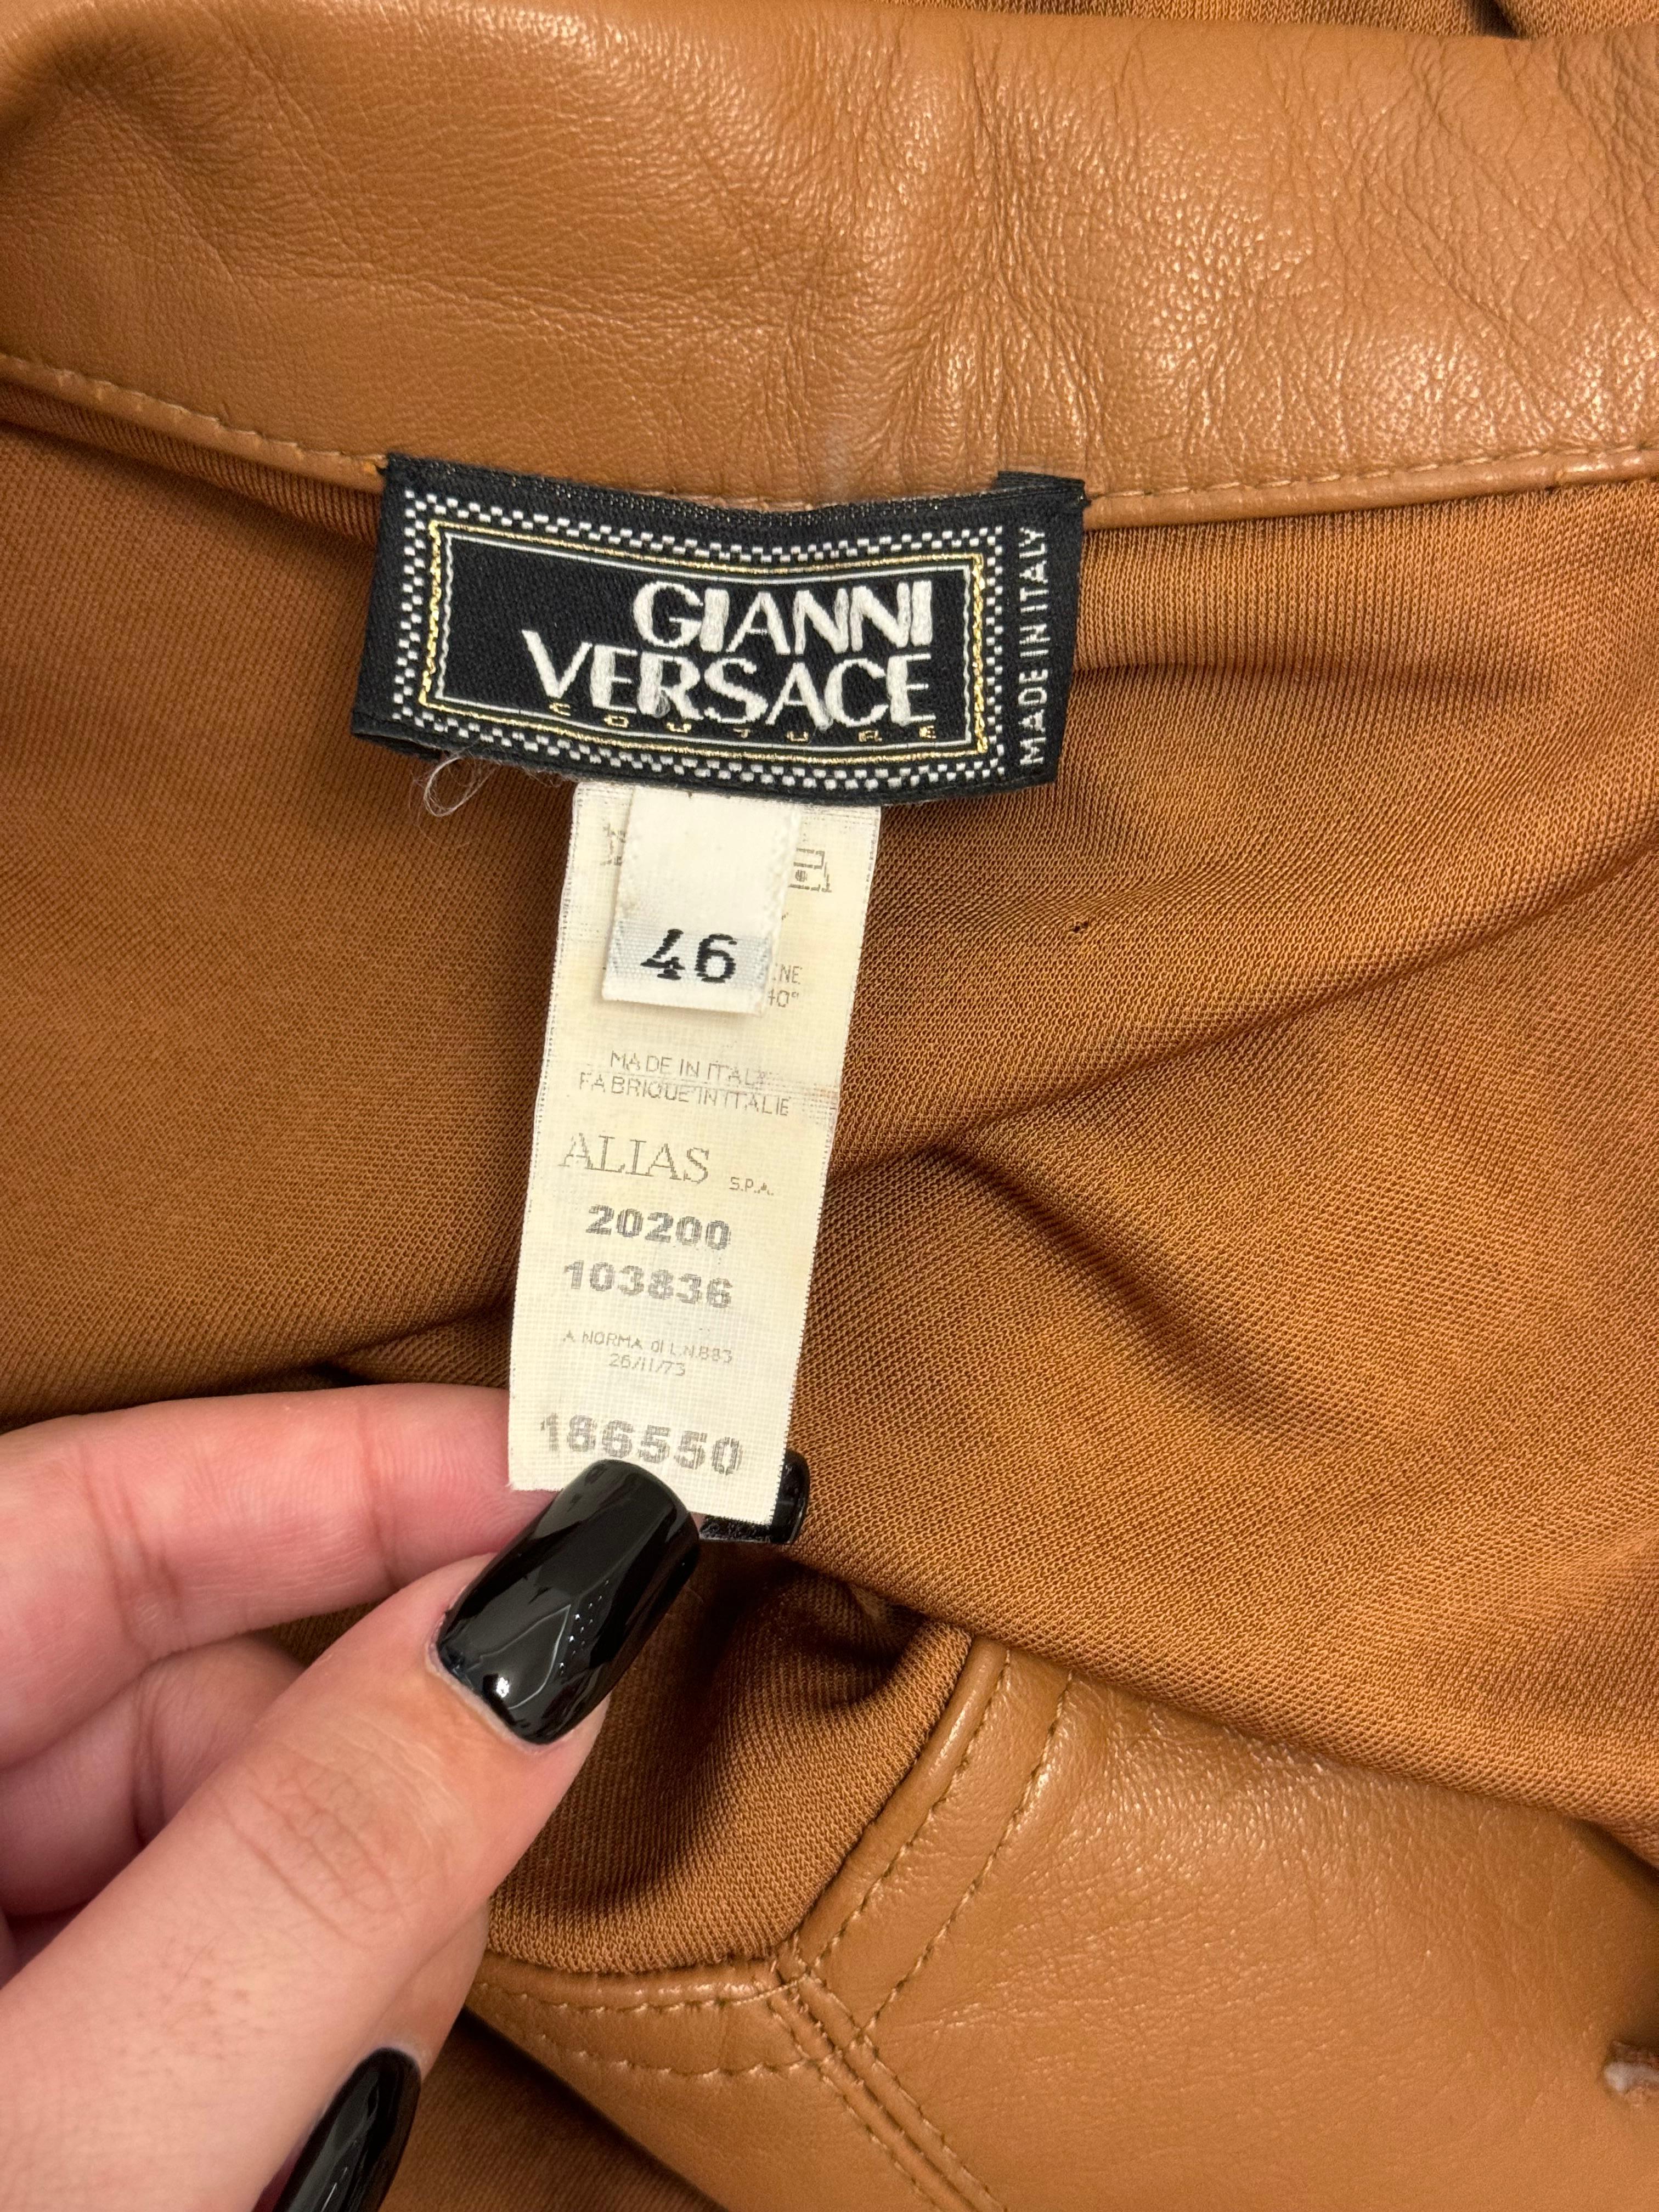 GIANNI
VERSACE
COUTURE
MADE IN ITALY
46
40°
MADE IN ITALY
FABRIQUE IN ITALIE
ALIAS S.P.A.
20200
103836
A NORMA di L.N.883
26/11/73
186550